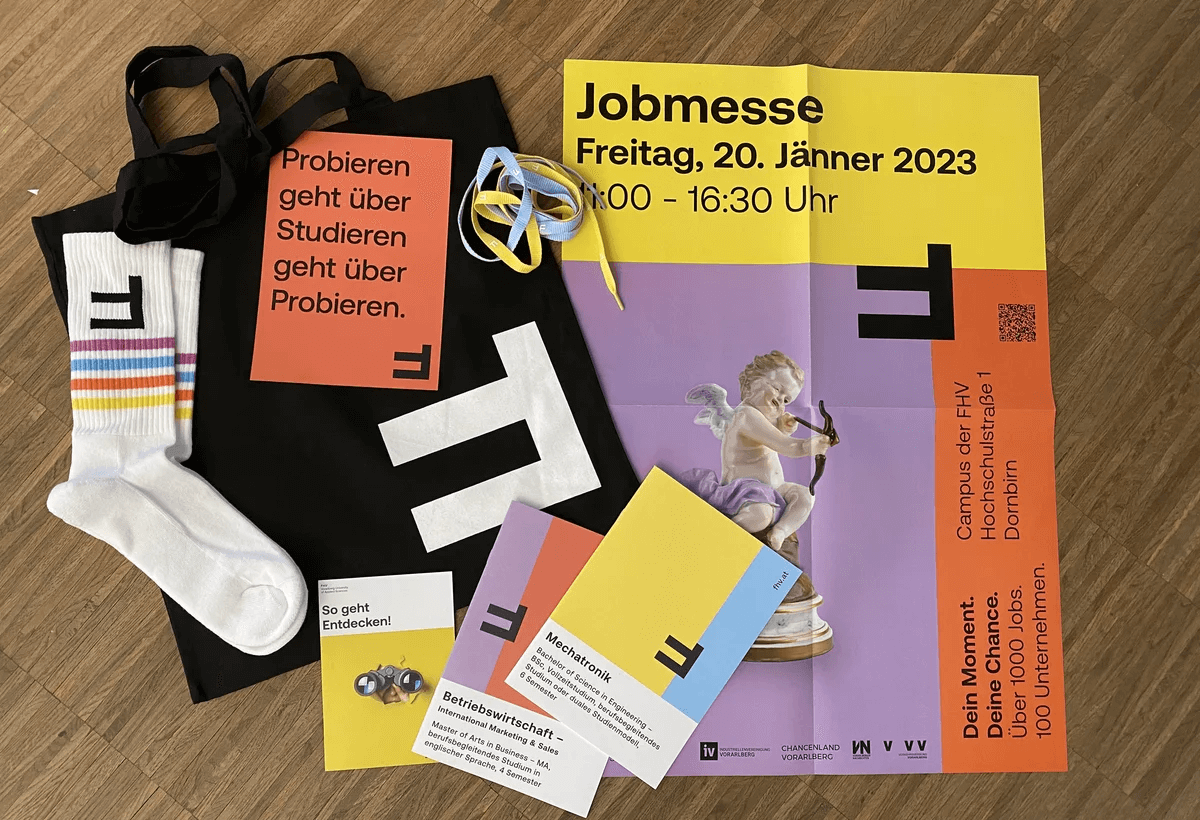 Probieren
geht über
Studieren
geht über
Probieren.
Jobmesse
Freitag, 20. Jänner 2023
11:00 – 16:30 Uhr
Campus der FHV
Hochschulstraße 1
Dornbirn
Dein Moment.
Deine Chance.
Über 1000 Jobs.
100 Unternehmen.
iv
INDUSTRIELLENVEREINIGUNG
VORARLBERG
CHANCENLAND
VORARLBERG
So geht
Entdecken!
Betriebswirtschaft –
International Marketing & Sales
Master of Arts in Business – MA,
berufsbegleitendes Studium in
englischer Sprache, 4 Semester
fhv.at
Mechatronik
Bachelor of Science in Engineering –
BSc, Vollzeitstudium, berufsbegleitendes
Studium oder duales Studienmodell,
6 Semester